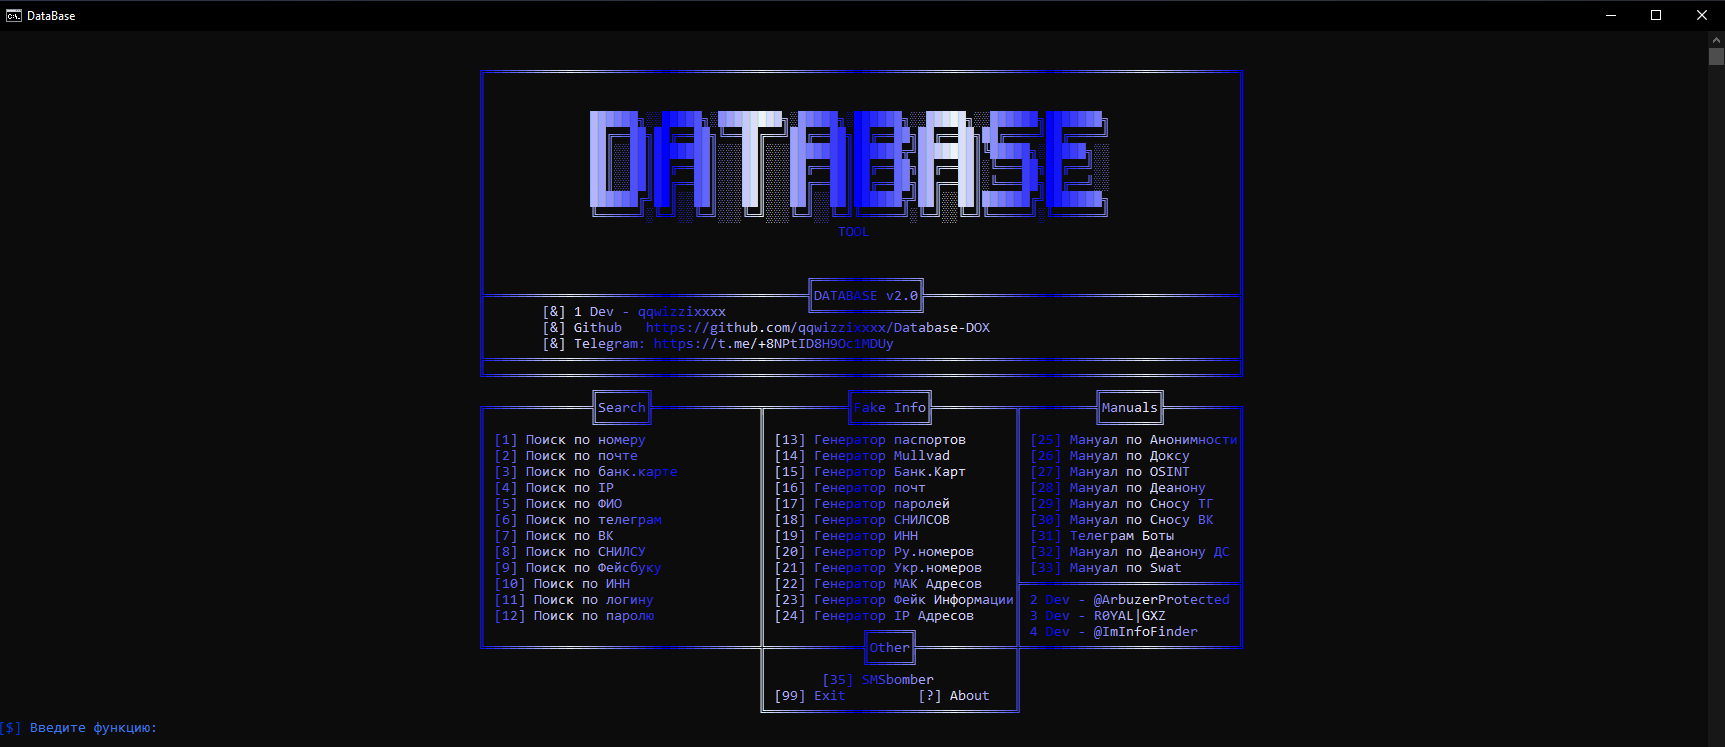 DataBase
DATABASE
TOOL
DATABASE v2.0
[&] 1 Dev - qqwizzixxxx
[&] Github https://github.com/qqwizzixxxx/Database-DOX
[&] Telegram: https://t.me/+8NPtID8H9Oc1MDUy
Search
[1] Поиск по номеру
[2] Поиск по почте
[3] Поиск по банк.карте
[4] Поиск по IP
[5] Поиск по ФИО
[6] Поиск по телеграм
[7] Поиск по ВК
[8] Поиск по СНИЛСУ
[9] Поиск по Фейсбуку
[10] Поиск по ИНН
[11] Поиск по логину
[12] Поиск по паролю
Fake Info
[13] Генератор паспортов
[14] Генератор Mullvad
[15] Генератор Банк.Карт
[16] Генератор почт
[17] Генератор паролей
[18] Генератор СНИЛСОВ
[19] Генератор ИНН
[20] Генератор Ру.номеров
[21] Генератор Укр.номеров
[22] Генератор МАК Адресов
[23] Генератор Фейк Информации
[24] Генератор IP Адресов
Manuals
[25] Мануал по Анонимности
[26] Мануал по Доксу
[27] Мануал по OSINT
[28] Мануал по Деанону
[29] Мануал по Сносу ТГ
[30] Мануал по Сносу ВК
[31] Телеграм Боты
[32] Мануал по Деанону ДС
[33] Мануал по Swat
2 Dev - @ArbuzerProtected
3 Dev - R0YAL|GXZ
4 Dev - @ImInfoFinder
Other
[35] SMSbomber
[99] Exit [?] About
[$] Введите функцию: